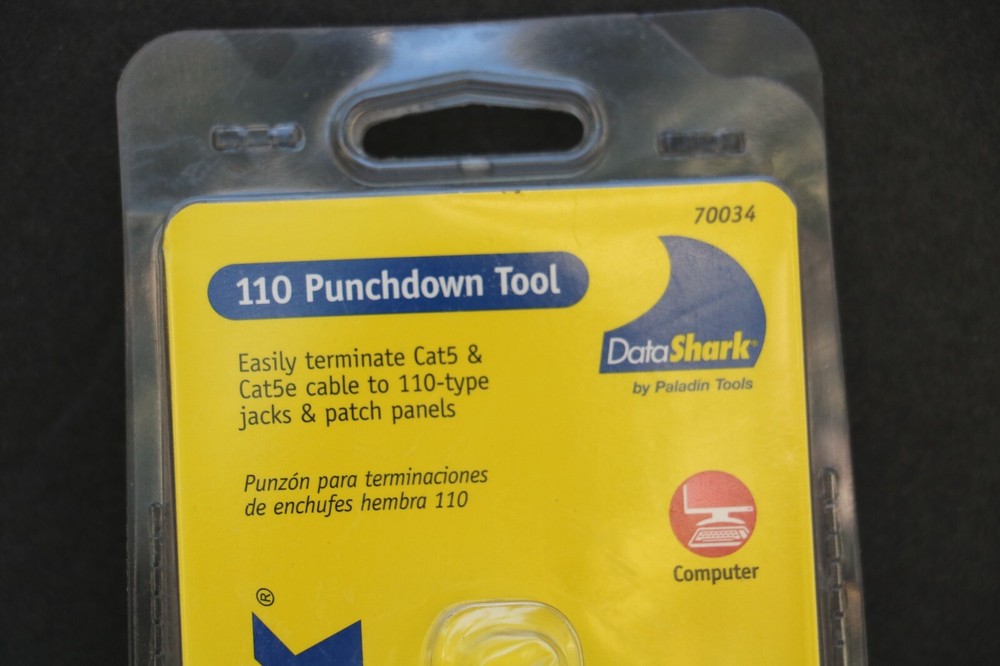 70034
110 Punchdown Tool
DataShark®
by Paladin Tools
Easily terminate Cat5 &
Cat5e cable to 110-type
jacks & patch panels
Punzón para terminaciones
de enchufes hembra 110
Computer
®